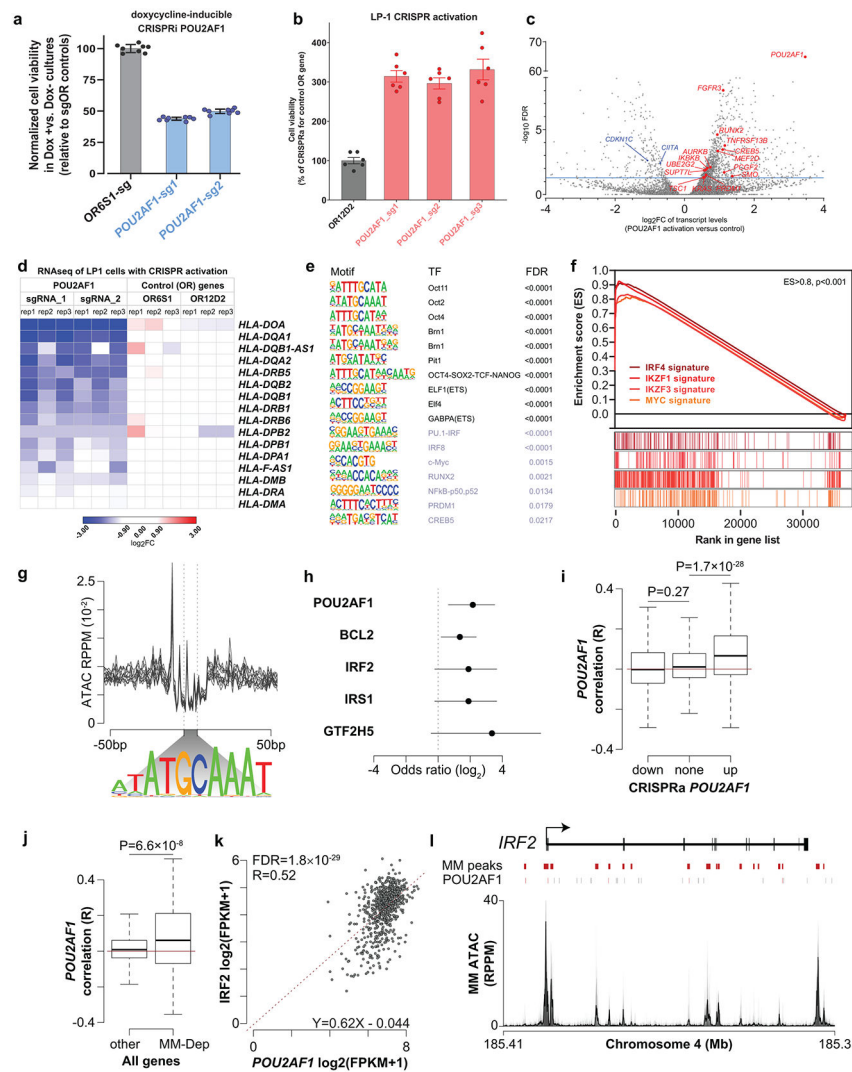 a
doxycycline-inducible
CRISPRi POU2AF1
Normalized cell viability
in Dox +vs. Dox- cultures
(relative to sgOR controls)
100
75
50
25
0
OR6S1-sg
POU2AF1-sg1
POU2AF1-sg2
b
LP-1 CRISPR activation
Cell viability
(% of CRISPRa for control OR gene)
400
300
200
100
0
OR12D2
POU2AF1_sg1
POU2AF1_sg2
POU2AF1_sg3
c
-log10 FDR
70
60
10
5
0
-4
-2
0
2
4
POU2AF1
FGFR3
RUNX2
TNFRSF13B
CREB5
MEF2D
PSGF2
SMO
CDKN1C
CIITA
AURKB
IKBKB
UBE2G2
SUPT7L
log2FC of transcript levels
(POU2AF1 activation versus control)
d
RNAseq of LP1 cells with CRISPR activation
POU2AF1
Control (OR) genes
sgRNA_1
sgRNA_2
OR6S1
OR12D2
rep1 rep2 rep3 rep1 rep2 rep3 rep1 rep2 rep3 rep1 rep2 rep3
HLA-DOA
HLA-DQA1
HLA-DQB1-AS1
HLA-DQA2
HLA-DRB5
HLA-DQB2
HLA-DQB1
HLA-DRB1
HLA-DRB6
HLA-DPB2
HLA-DPB1
HLA-DPA1
HLA-F-AS1
HLA-DMB
HLA-DRA
HLA-DMA
-3.00
-0.90
0.00
0.90
3.00
log2FC
e
Motif
TF
FDR
Oct11
<0.0001
Oct2
<0.0001
Oct4
<0.0001
Brn1
<0.0001
Brn1
<0.0001
Pit1
<0.0001
OCT4-SOX2-TCF-NANOG
<0.0001
ELF1(ETS)
<0.0001
Elf4
<0.0001
GABPA(ETS)
<0.0001
PU.1-IRF
<0.0001
IRF8
<0.0001
c-Myc
0.0015
RUNX2
0.0021
NFkB-p50,p52
0.0134
PRDM1
0.0179
CREB5
0.0217
f
Enrichment score (ES)
0.9
0.8
0.7
0.6
0.5
0.4
0.3
0.2
0.1
0.0
ES>0.8, p<0.001
IRF4 signature
IKZF1 signature
IKZF3 signature
MYC signature
0
10000
20000
30000
Rank in gene list
g
ATAC RPPM (10-2)
2.5
0
-50bp
50bp
ATATGCAAAT
h
POU2AF1
BCL2
IRF2
IRS1
GTF2H5
-4
0
4
Odds ratio (log2)
i
P=1.7×10-28
P=0.27
POU2AF1
correlation (R)
0.4
-0.4
down
none
up
CRISPRa POU2AF1
j
P=6.6×10-8
POU2AF1
correlation (R)
0.4
-0.4
other
MM-Dep
All genes
k
FDR=1.8×10-29
R=0.52
IRF2 log2(FPKM+1)
6
0
0
4
8
Y=0.62X - 0.044
POU2AF1 log2(FPKM+1)
l
IRF2
MM peaks
POU2AF1
MM ATAC
(RPPM)
40
0
185.41
Chromosome 4 (Mb)
185.3